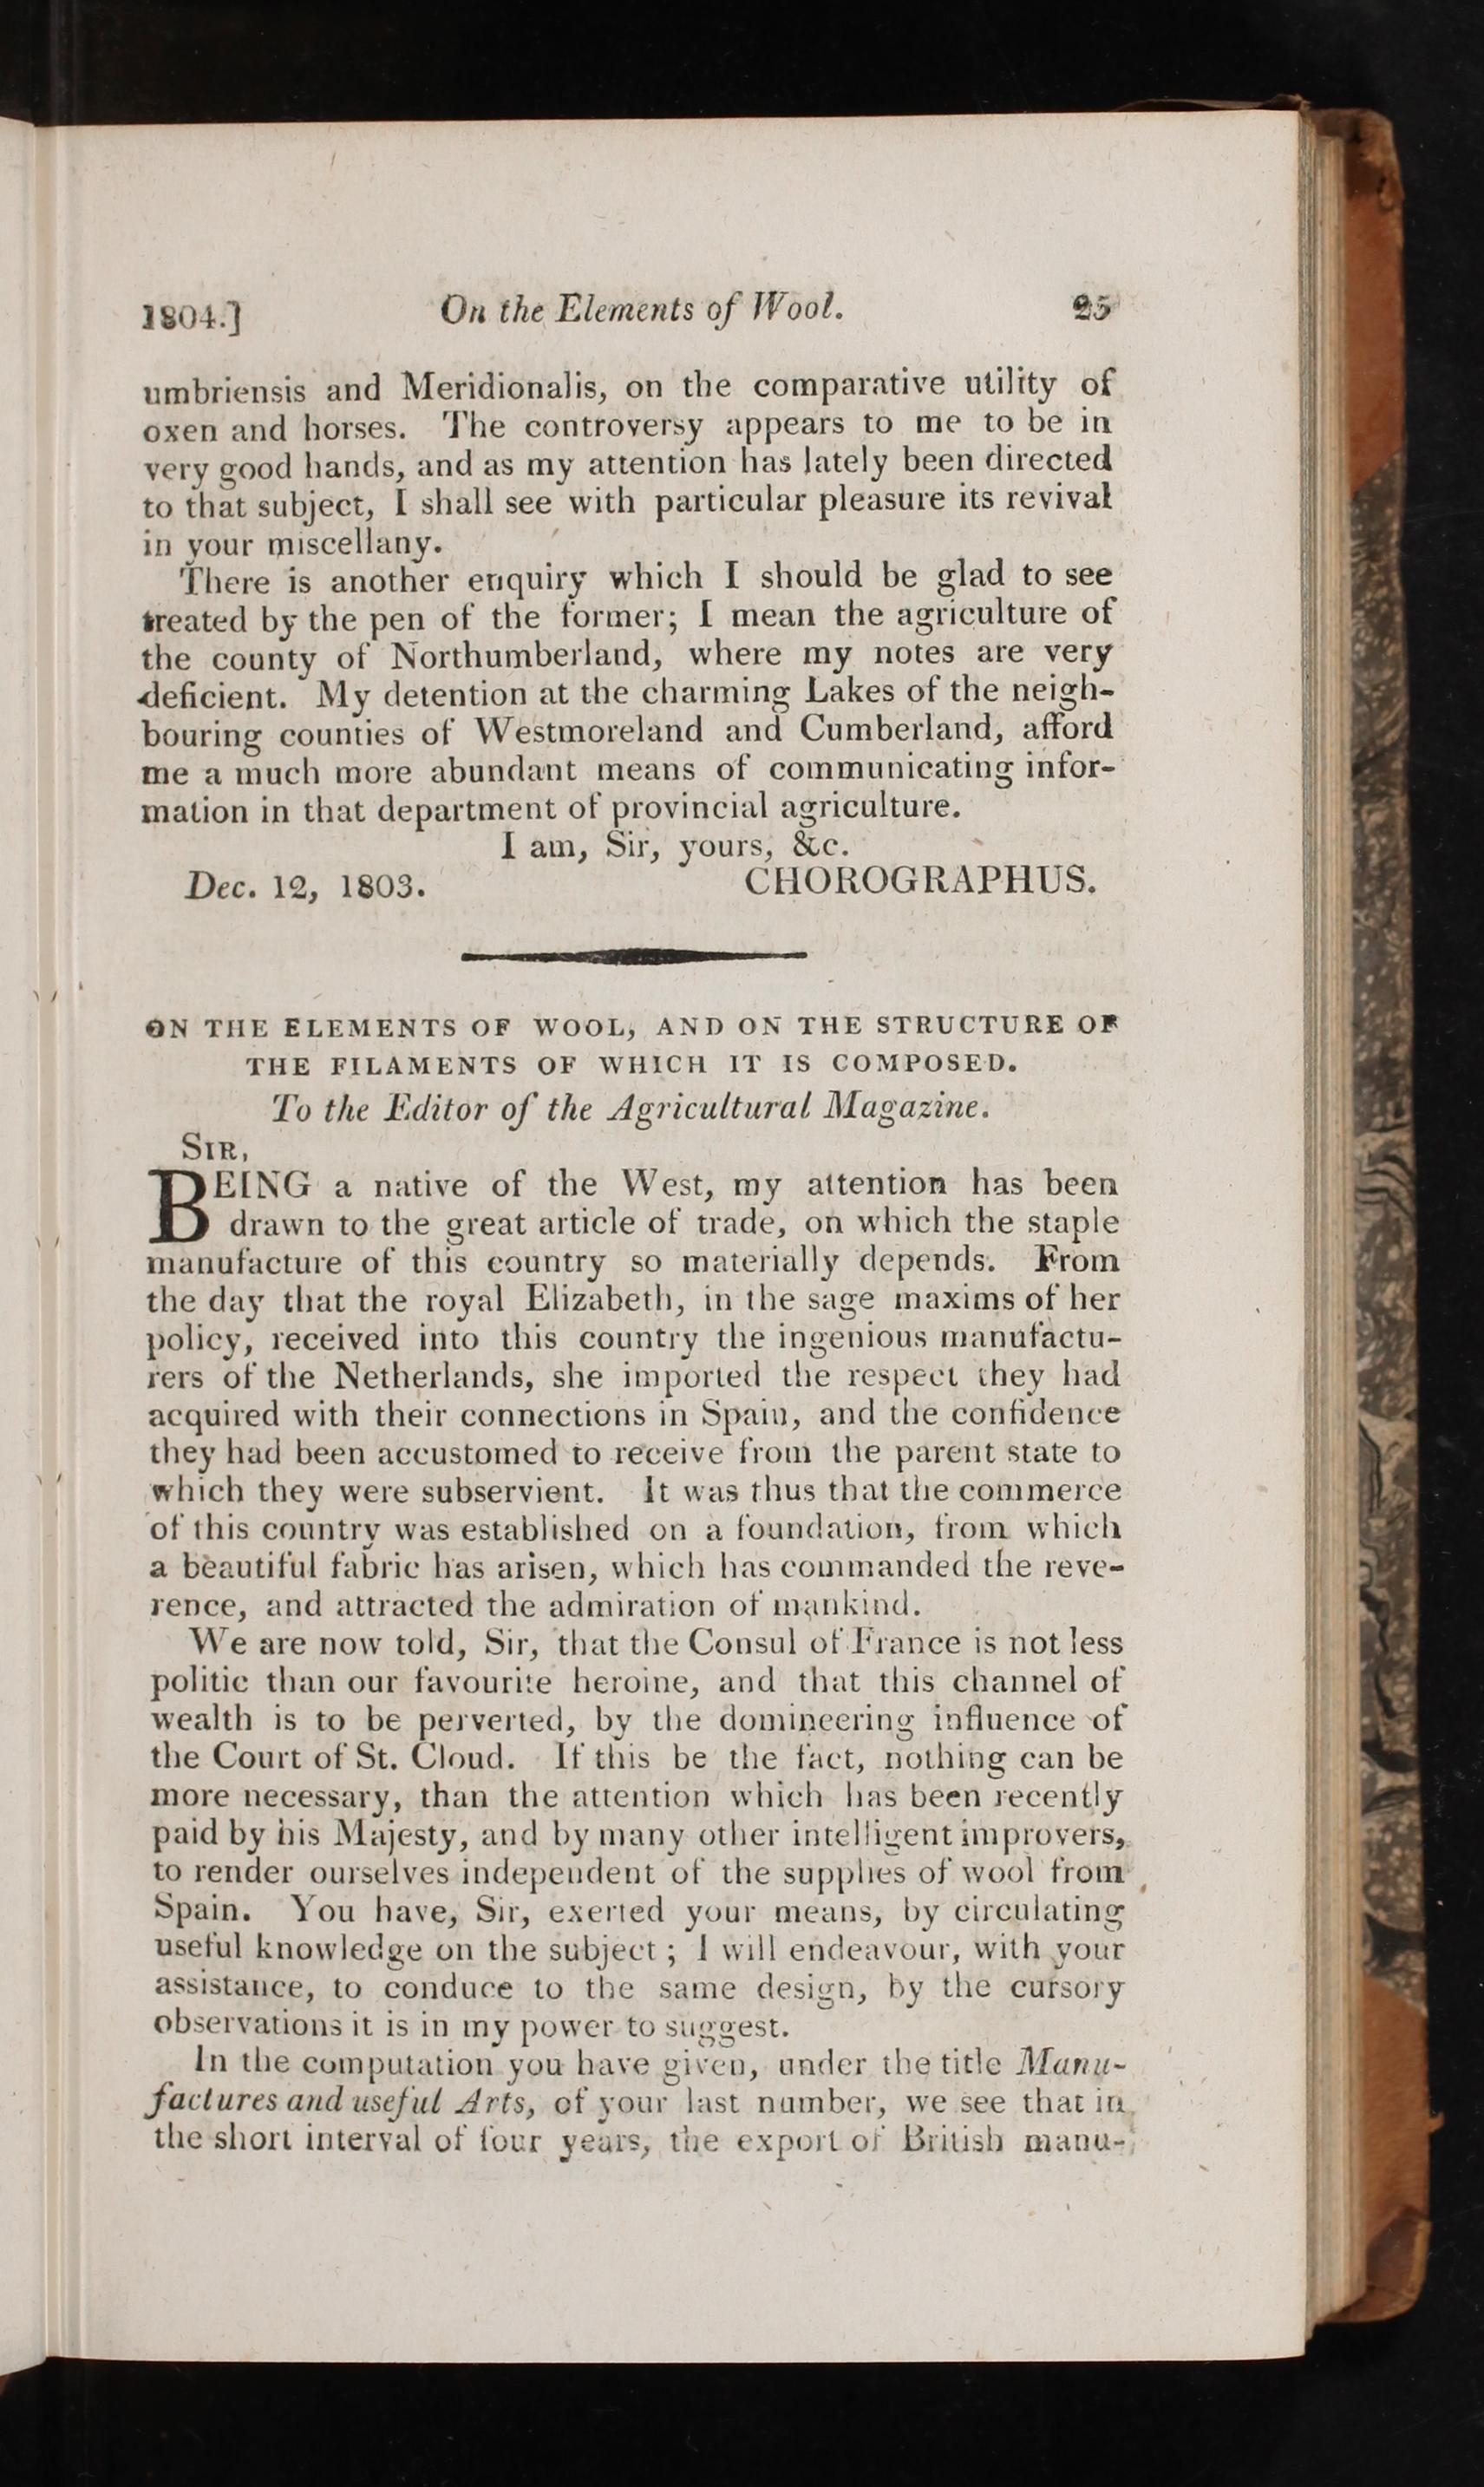 1804.] On the Elements of Wool. 25
umbriensis and Meridionalis, on the comparative utility of
oxen and horses. The controversy appears to me to be in
very good hands, and as my attention has lately been directed
to that subject, I shall see with particular pleasure its revival
in your miscellany.
There is another enquiry which I should be glad to see
treated by the pen of the former; I mean the agriculture of
the county of Northumberland, where my notes are very
deficient. My detention at the charming Lakes of the neigh-
bouring counties of Westmoreland and Cumberland, afford
me a much more abundant means of communicating infor-
mation in that department of provincial agriculture.
I am, Sir, yours, &c.
Dec. 12, 1803. CHOROGRAPHUS.
ON THE ELEMENTS OF WOOL, AND ON THE STRUCTURE OF
THE FILAMENTS OF WHICH IT IS COMPOSED.
To the Editor of the Agricultural Magazine.
SIR,
BEING a native of the West, my attention has been
drawn to the great article of trade, on which the staple
manufacture of this country so materially depends. From
the day that the royal Elizabeth, in the sage maxims of her
policy, received into this country the ingenious manufactu-
rers of the Netherlands, she imported the respect they had
acquired with their connections in Spain, and the confidence
they had been accustomed to receive from the parent state to
which they were subservient. It was thus that the commerce
of this country was established on a foundation, from which
a beautiful fabric has arisen, which has commanded the reve-
rence, and attracted the admiration of mankind.
We are now told, Sir, that the Consul of France is not less
politic than our favourite heroine, and that this channel of
wealth is to be perverted, by the domineering influence of
the Court of St. Cloud. If this be the fact, nothing can be
more necessary, than the attention which has been recently
paid by his Majesty, and by many other intelligent improvers,
to render ourselves independent of the supplies of wool from
Spain. You have, Sir, exerted your means, by circulating
useful knowledge on the subject; I will endeavour, with your
assistance, to conduce to the same design, by the cursory
observations it is in my power to suggest.
In the computation you have given, under the title Manu-
factures and useful Arts, of your last number, we see that in
the short interval of four years, the export of British manu-